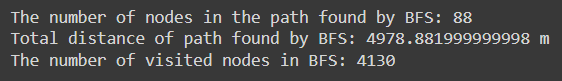 The number of nodes in the path found by BFS: 88
Total distance of path found by BFS: 4978.881999999998 m
The number of visited nodes in BFS: 4130